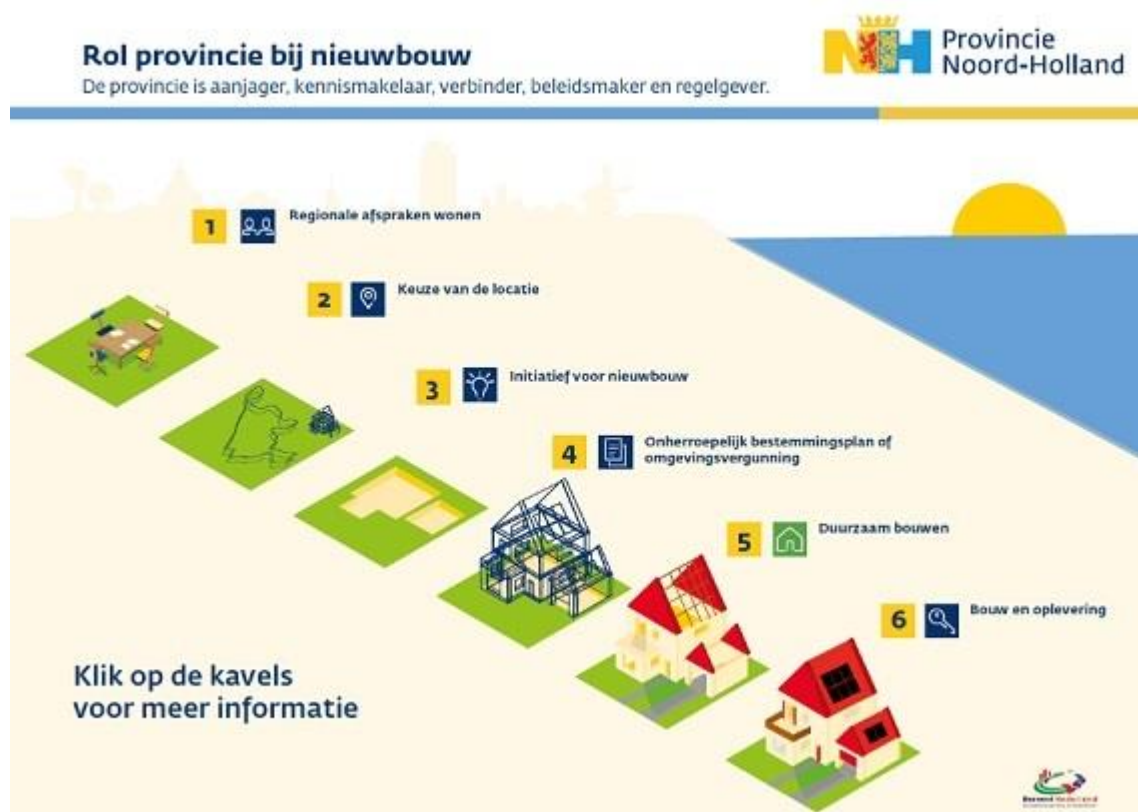 Rol provincie bij nieuwbouw
De provincie is aanjager, kennismakelaar, verbinder, beleidsmaker en regelgever.
NH Provincie
Noord-Holland
1 Regionale afspraken wonen
2 Keuze van de locatie
3 Initiatief voor nieuwbouw
4 Onherroepelijk bestemmingsplan of
omgevingsvergunning
5 Duurzaam bouwen
6 Bouw en oplevering
Klik op de kavels
voor meer informatie